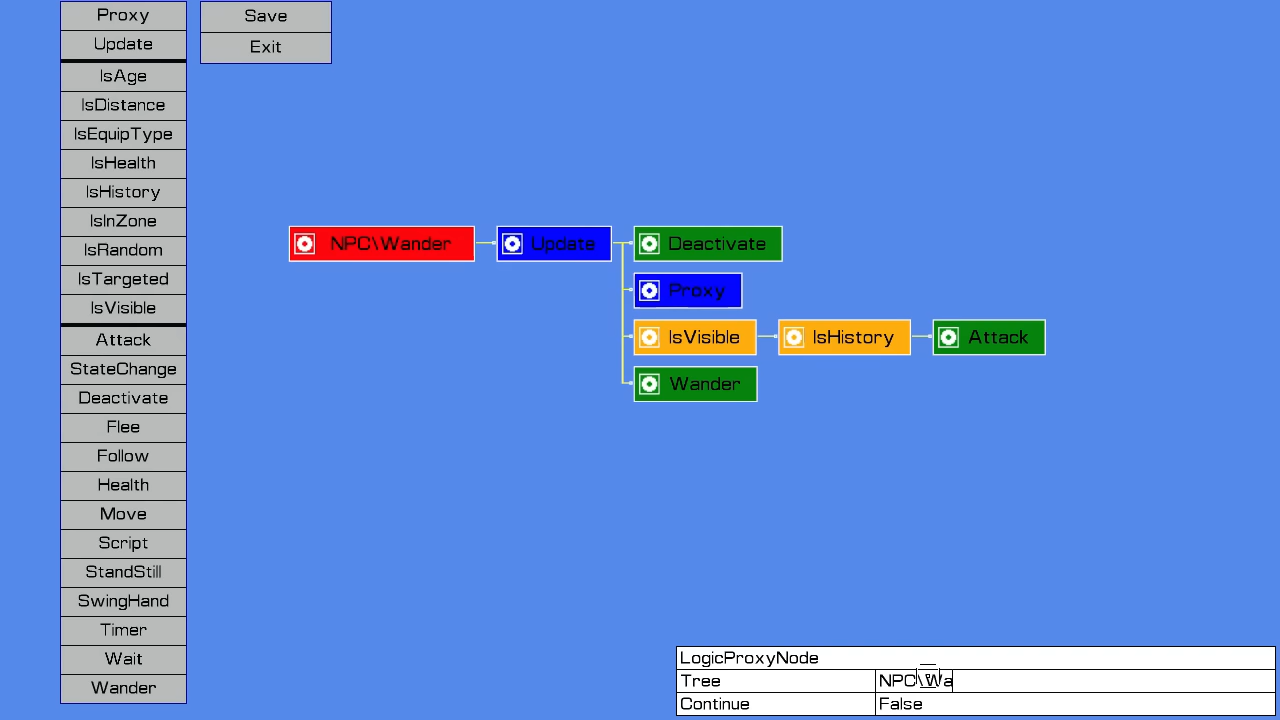 Proxy
Update
IsAge
IsDistance
IsEquipType
IsHealth
IsHistory
IsInZone
IsRandom
IsTargeted
IsVisible
Attack
StateChange
Deactivate
Flee
Follow
Health
Move
Script
StandStill
SwingHand
Timer
Wait
Wander
Save
Exit
NPC\Wander
Update
Deactivate
Proxy
IsVisible
IsHistory
Attack
Wander
LogicProxyNode
Tree NPC\Wa
Continue False